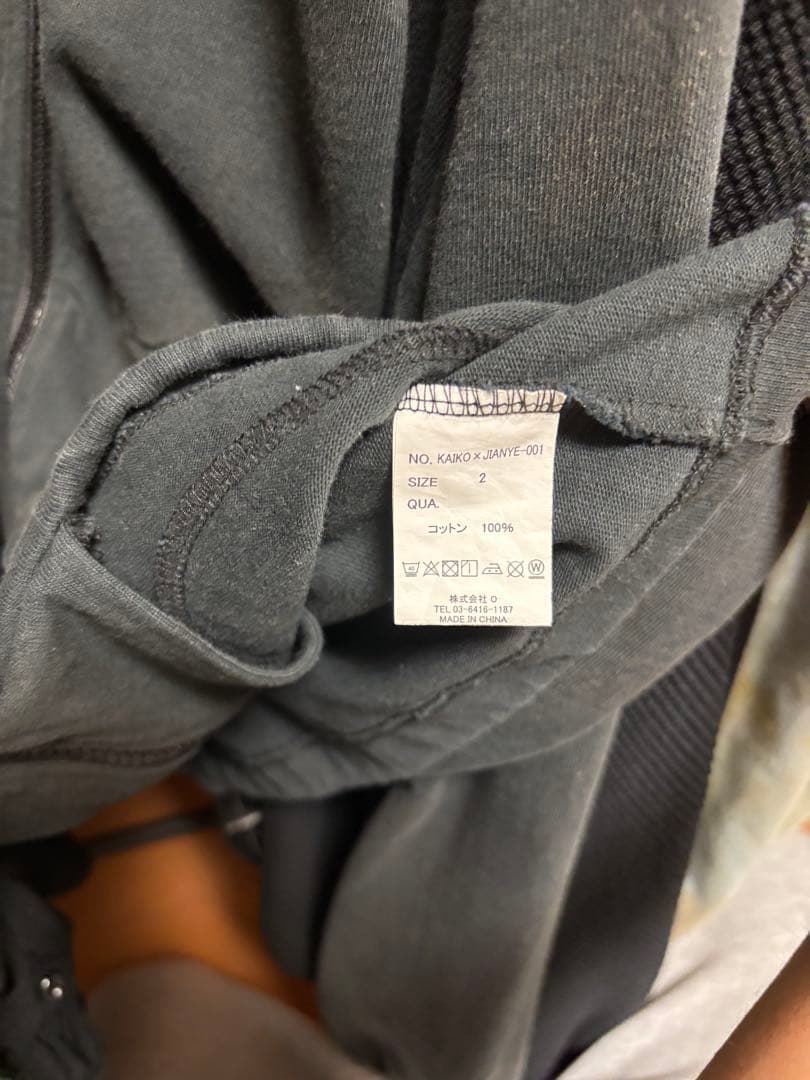 NO. KAIKO×JIANYE-001
SIZE 2
QUA.
コットン 100%
40 W
株式会社 O
TEL 03-6416-1187
MADE IN CHINA